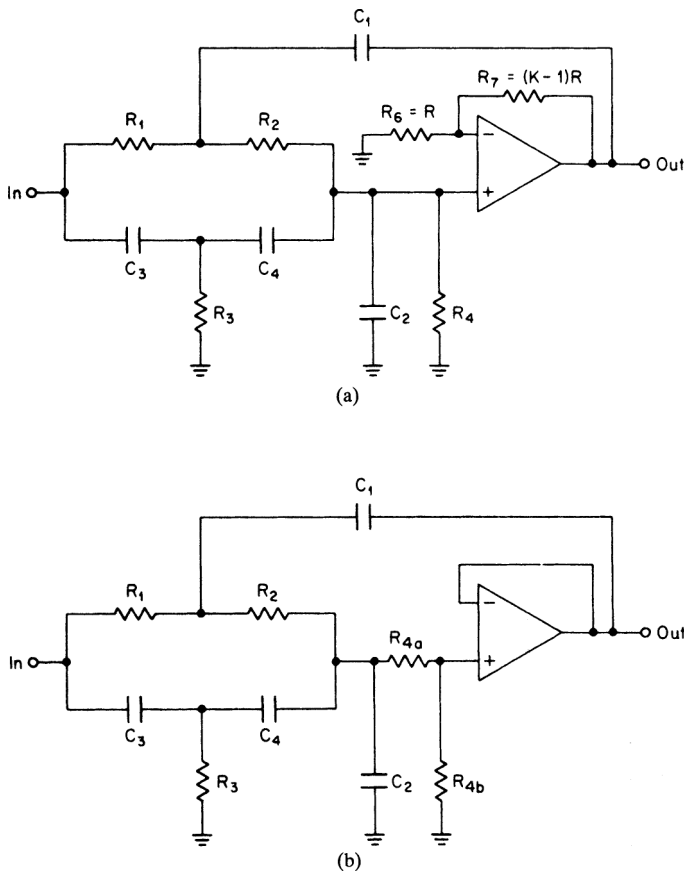 C1
R7 = (K-1)R
R6 = R
R1
R2
−
In
+
Out
C3
C4
R3
C2
R4
(a)
C1
R1
R2
−
R4a
In
+
Out
C3
C4
R3
C2
R4b
(b)